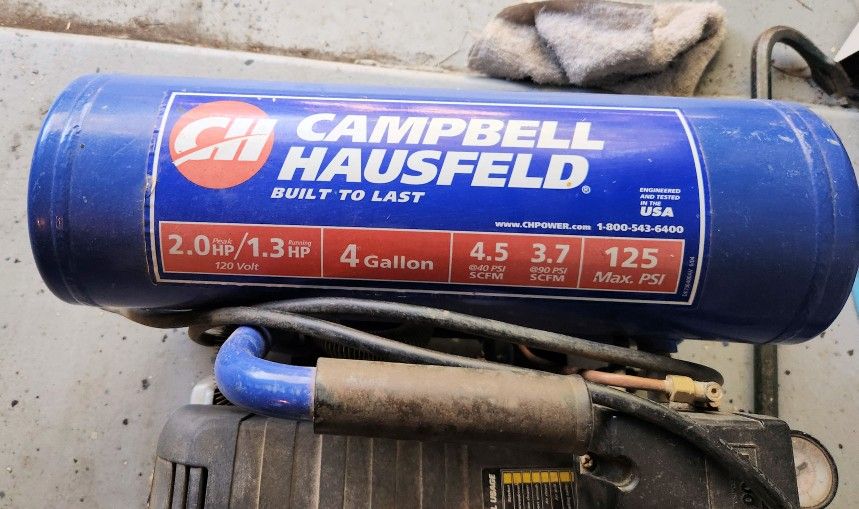 CH CAMPBELL
HAUSFELD®
BUILT TO LAST
ENGINEERED
AND TESTED
IN THE
USA
www.CHPOWER.com 1-800-543-6400
2.0 Peak HP/1.3 Running HP
120 Volt
4 Gallon
4.5
@40 PSI
SCFM
3.7
@90 PSI
SCFM
125
Max. PSI
USAGE